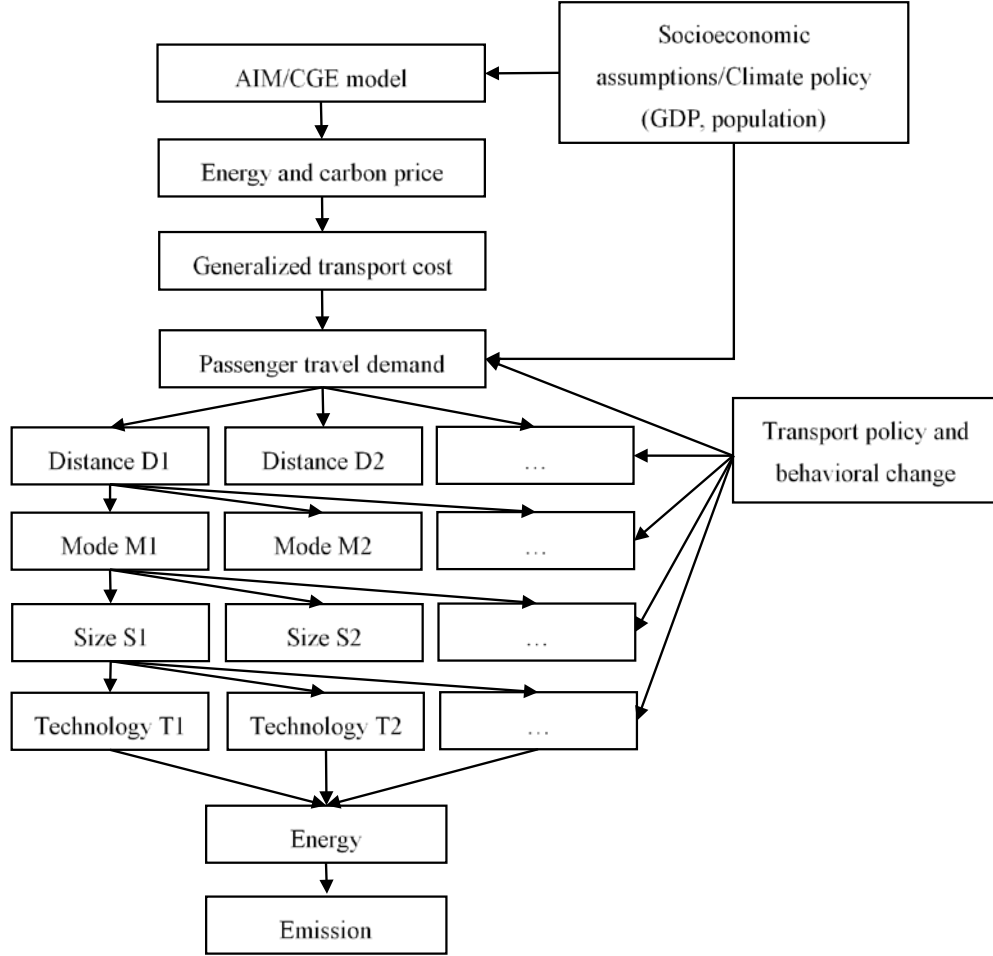 Socioeconomic
assumptions/Climate policy
(GDP, population)
AIM/CGE model
Energy and carbon price
Generalized transport cost
Passenger travel demand
Transport policy and
behavioral change
Distance D1
Distance D2
…
Mode M1
Mode M2
…
Size S1
Size S2
…
Technology T1
Technology T2
…
Energy
Emission